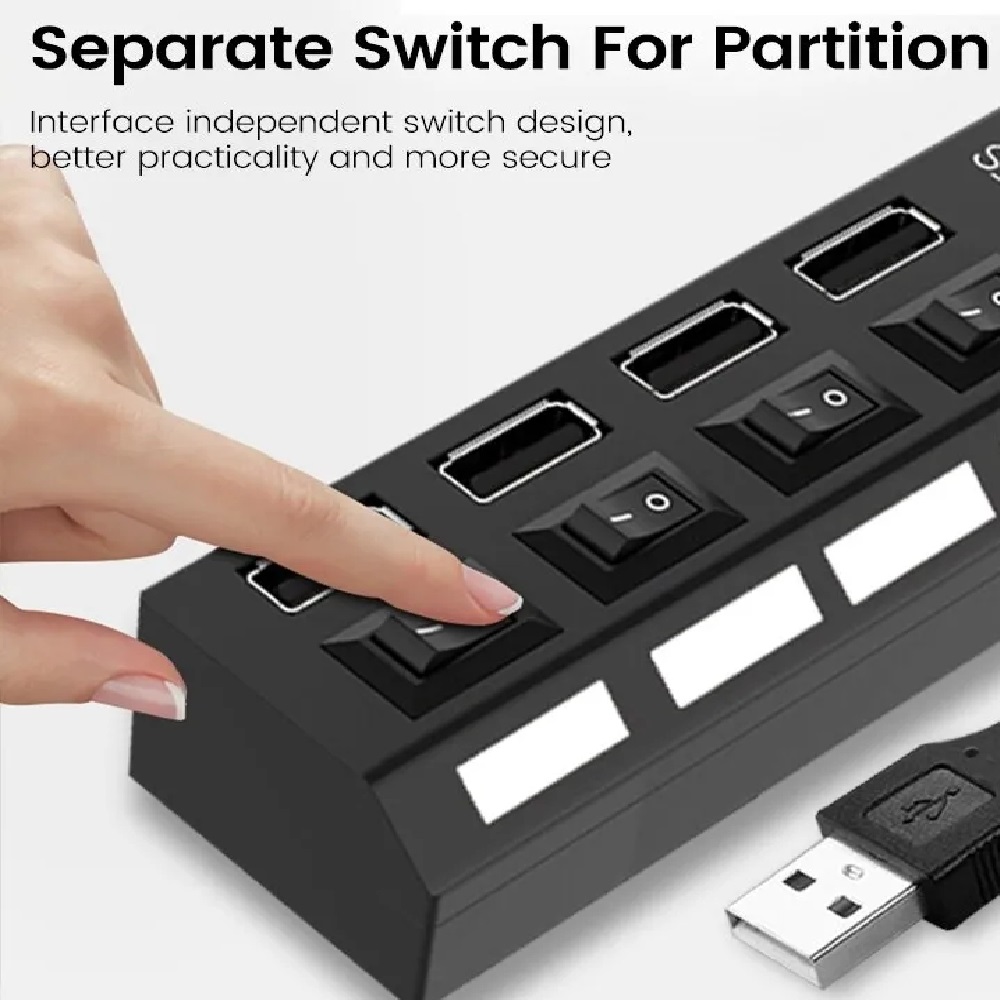 Separate Switch For Partition
Interface independent switch design,
better practicality and more secure